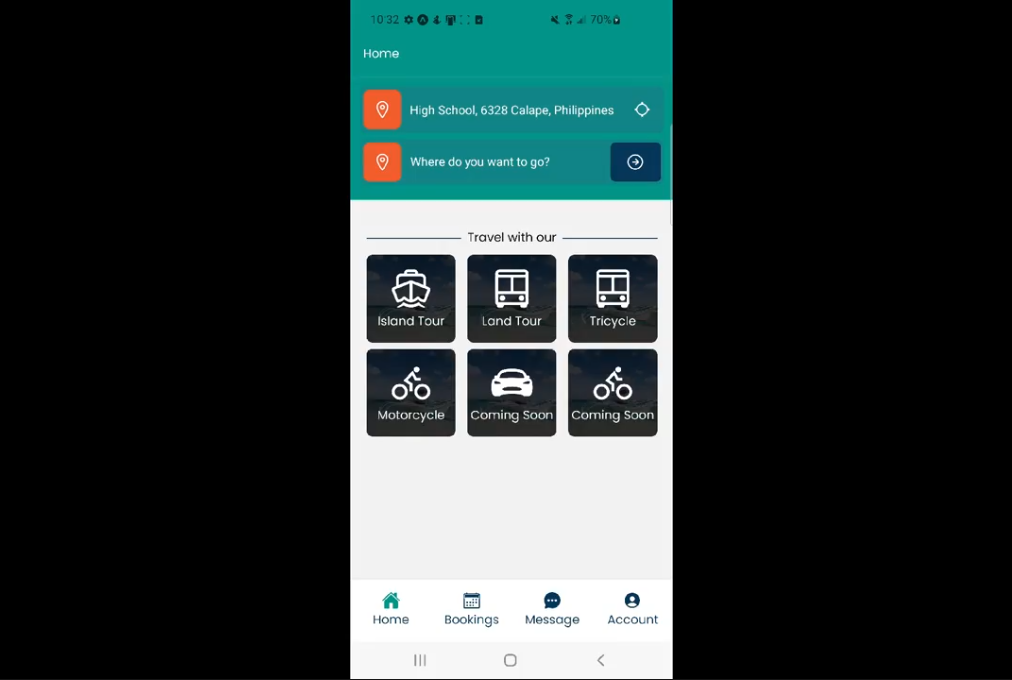 10:32 70%
Home
High School, 6328 Calape, Philippines
Where do you want to go?
Travel with our
Island Tour Land Tour Tricycle
Motorcycle Coming Soon Coming Soon
Home Bookings Message Account